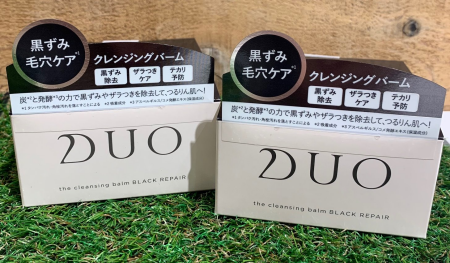 黒ずみ
毛穴ケア*1
クレンジングバーム
黒ずみ
除去
ザラつき
ケア
テカリ
予防
炭*2と発酵*3の力で黒ずみやザラつきを除去して、つるりん肌へ!
DUO
the cleansing balm BLACK REPAIR
黒ずみ
毛穴ケア*1
クレンジングバーム
黒ずみ
除去
ザラつき
ケア
テカリ
予防
炭*2と発酵*3の力で黒ずみやザラつきを除去して、つるりん肌へ!
DUO
the cleansing balm BLACK REPAIR